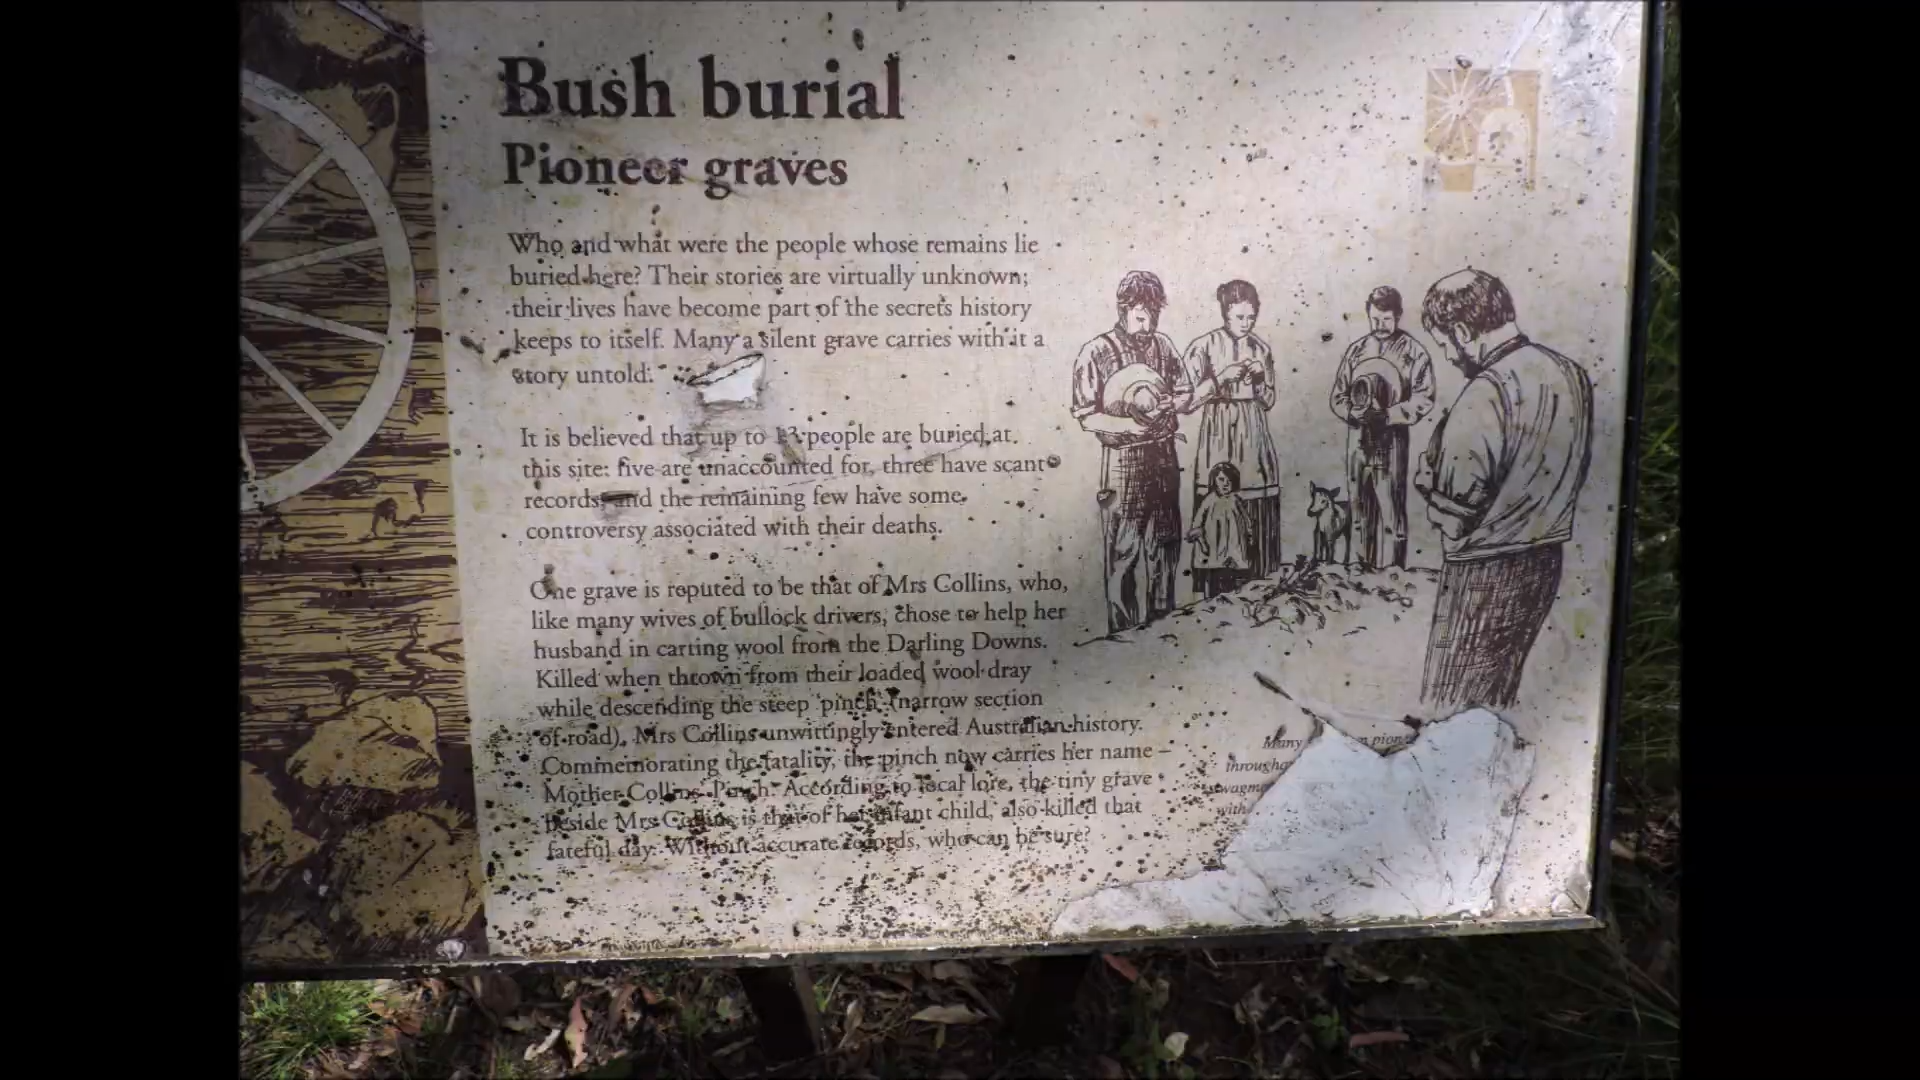 Bush burial
Pioneer graves
Who and what were the people whose remains lie
buried here? Their stories are virtually unknown;
their lives have become part of the secrets history
keeps to itself. Many a silent grave carries with it a
story untold.
It is believed that up to people are buried at
this site: five are unaccounted for, three have scant
records, and the remaining few have some
controversy associated with their deaths.
One grave is reputed to be that of Mrs Collins, who,
like many wives of bullock drivers, chose to help her
husband in carting wool from the Darling Downs.
Killed when thrown from their loaded wool dray
while descending the steep 'pinch' (narrow section
of road), Mrs Collins unwittingly entered Australian history.
Commemorating the fatality, the pinch now carries her name –
Mother Collins Pinch. According to local lore, the tiny grave
beside Mrs Collins is that of her infant child, also killed that
fateful day. Without accurate records, who can be sure?
Many
with